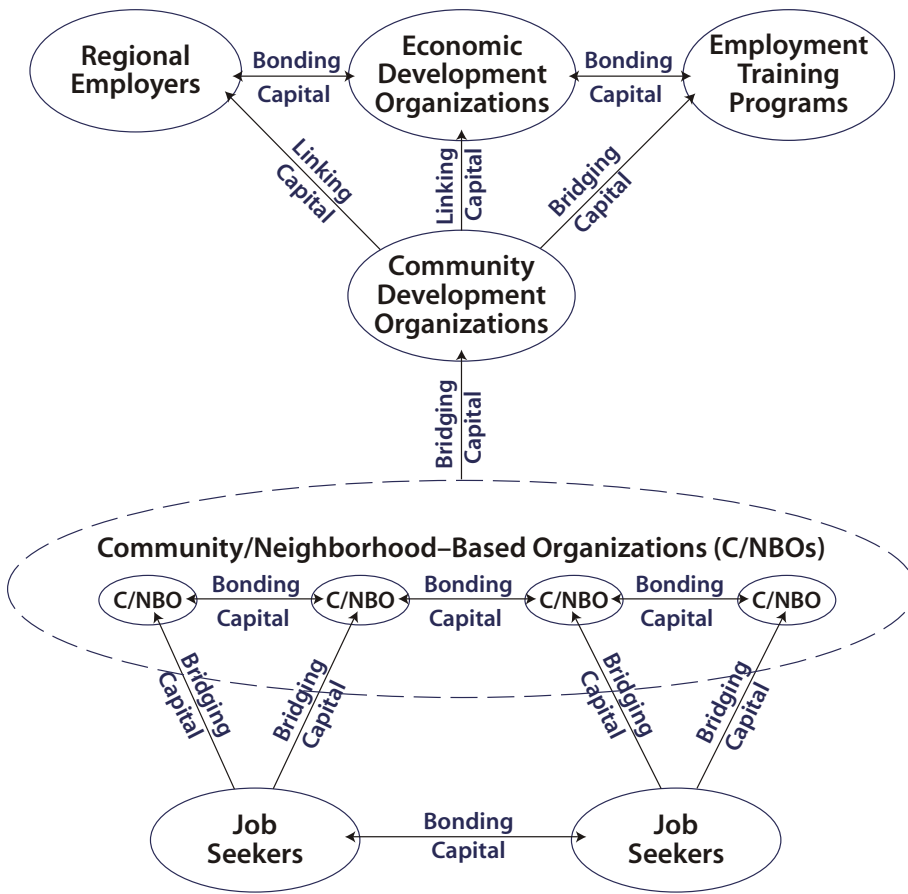 Regional
Employers
Bonding
Capital
Economic
Development
Organizations
Bonding
Capital
Employment
Training
Programs
Linking
Capital
Linking
Capital
Bridging
Capital
Community
Development
Organizations
Bridging
Capital
Community/Neighborhood–Based Organizations (C/NBOs)
C/NBO
Bonding
Capital
C/NBO
Bonding
Capital
C/NBO
Bonding
Capital
C/NBO
Bridging
Capital
Bridging
Capital
Bridging
Capital
Bridging
Capital
Job
Seekers
Bonding
Capital
Job
Seekers